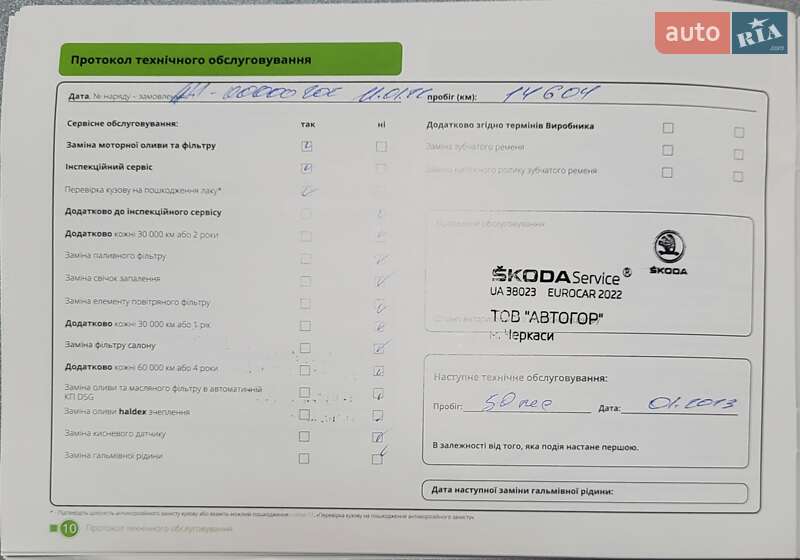 auto RIA.com
Протокол технічного обслуговування
Дата, № наряду - замовлення пробіг (км): 14604
Сервісне обслуговування: так ні
Заміна моторної оливи та фільтру
Інспекційний сервіс
Перевірка кузову на пошкодження лаку*
Додатково до інспекційного сервісу
Додатково кожні 30 000 км або 2 роки
Заміна паливного фільтру
Заміна свічок запалення
Заміна елементу повітряного фільтру
Додатково кожні 30 000 км або 1 рік
Заміна фільтру салону
Додатково кожні 60 000 км або 4 роки
Заміна оливи та масляного фільтру в автоматичній
КП DSG
Заміна оливи haldex зчеплення
Заміна кисневого датчику
Заміна гальмівної рідини
Додатково згідно термінів Виробника
Заміна зубчатого ременя
Заміна натяжного ролику зубчатого ременя
обслуговування
ŠKODA
ŠKODA Service®
UA 38023 EUROCAR 2022
ТОВ "АВТОГОР"
м. Черкаси
Наступне технічне обслуговування:
Пробіг: Дата: 01.2013
В залежності від того, яка подія настане першою.
Дата наступної заміни гальмівної рідини:
10 Протокол технічного обслуговування